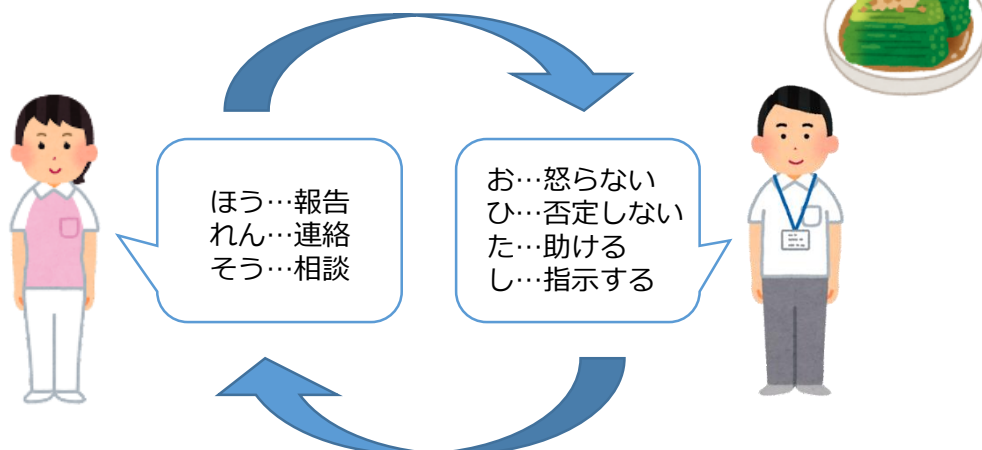 ほう…報告
れん…連絡
そう…相談
お…怒らない
ひ…否定しない
た…助ける
し…指示する